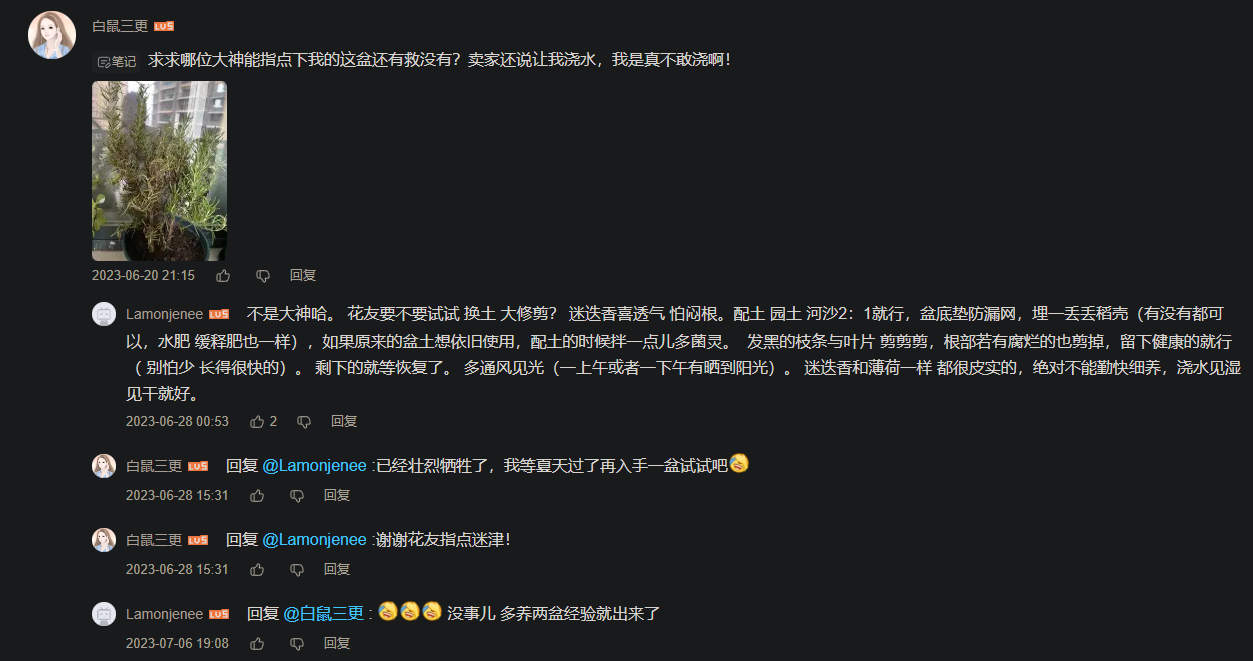 白鼠三更 LV5
笔记 求求哪位大神能指点下我的这盆还有救没有？卖家还说让我浇水，我是真不敢浇啊！
2023-06-20 21:15 回复
Lamonjenee LV5 不是大神哈。 花友要不要试试 换土 大修剪？ 迷迭香喜透气 怕闷根。配土 园土 河沙2：1就行，盆底垫防漏网，埋一丢丢稻壳（有没有都可
以，水肥 缓释肥也一样），如果原来的盆土想依旧使用，配土的时候拌一点儿多菌灵。 发黑的枝条与叶片 剪剪剪，根部若有腐烂的也剪掉，留下健康的就行
（ 别怕少 长得很快的）。 剩下的就等恢复了。 多通风见光（一上午或者一下午有晒到阳光）。 迷迭香和薄荷一样 都很皮实的，绝对不能勤快细养，浇水见湿
见干就好。
2023-06-28 00:53 2 回复
白鼠三更 LV5 回复 @Lamonjenee :已经壮烈牺牲了，我等夏天过了再入手一盆试试吧
2023-06-28 15:31 回复
白鼠三更 LV5 回复 @Lamonjenee :谢谢花友指点迷津！
2023-06-28 15:31 回复
Lamonjenee LV5 回复 @白鼠三更 : 没事儿 多养两盆经验就出来了
2023-07-06 19:08 回复